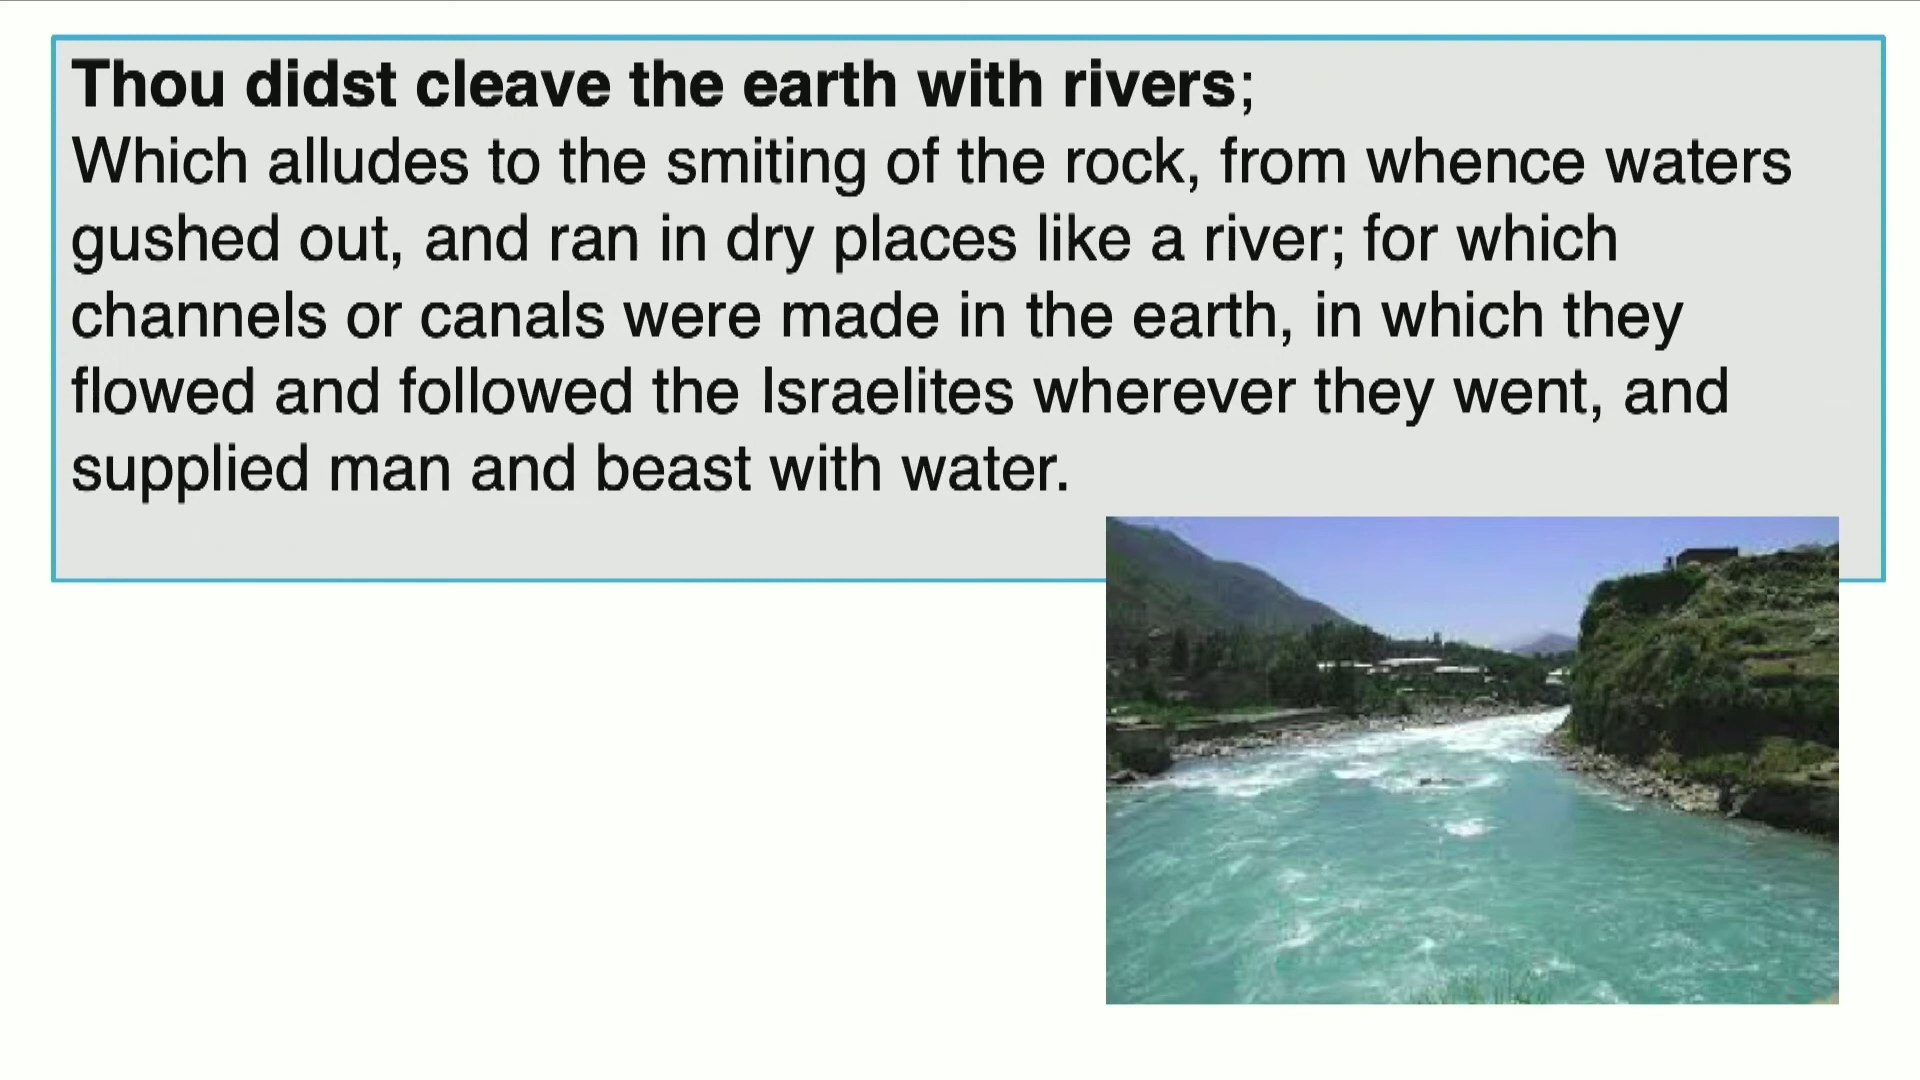 Thou didst cleave the earth with rivers;
Which alludes to the smiting of the rock, from whence waters
gushed out, and ran in dry places like a river; for which
channels or canals were made in the earth, in which they
flowed and followed the Israelites wherever they went, and
supplied man and beast with water.